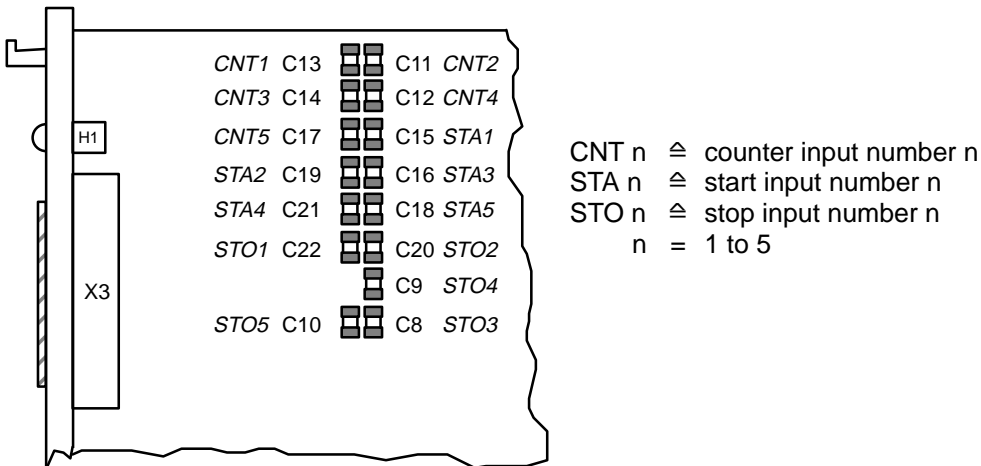 CNT1 C13 C11 CNT2
CNT3 C14 C12 CNT4
H1
CNT5 C17 C15 STA1
STA2 C19 C16 STA3
STA4 C21 C18 STA5
STO1 C22 C20 STO2
X3
C9 STO4
STO5 C10 C8 STO3
CNT n ≙ counter input number n
STA n ≙ start input number n
STO n ≙ stop input number n
n = 1 to 5